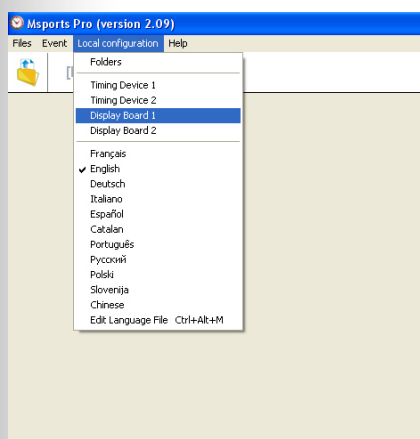 Msports Pro (version 2.09)
Files Event Local configuration Help
Folders
Timing Device 1
Timing Device 2
Display Board 1
Display Board 2
Français
English
Deutsch
Italiano
Español
Catalan
Português
Русский
Polski
Slovenija
Chinese
Edit Language File Ctrl+Alt+M